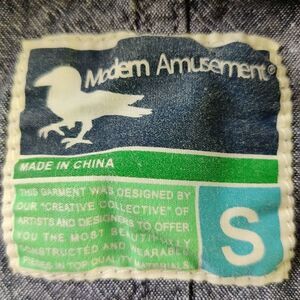 Modern Amusement©
MADE IN CHINA
THIS GARMENT WAS DESIGNED BY
OUR "CREATIVE COLLECTIVE" OF
ARTISTS AND DESIGNERS TO OFFER
YOU THE MOST BEAUTIFULLY
CONSTRUCTED AND WEARABLE
PIECES IN TOP QUALITY MATERIALS
S